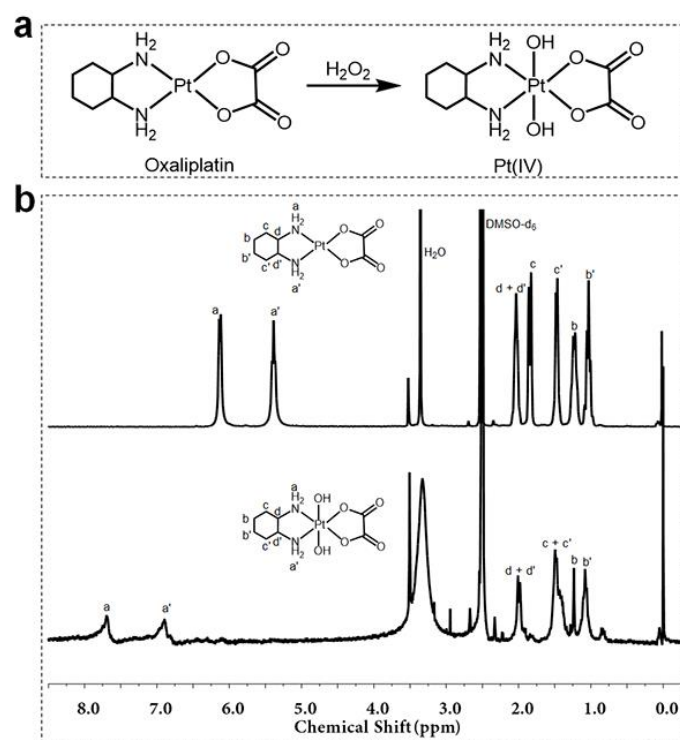 a
H2
N
Pt
N
H2
O
O
O
O
Oxaliplatin
H2O2
H2
N
OH
Pt
OH
N
H2
O
O
O
O
Pt(IV)
b
a
H2
N
c
d
b
b'
c'
d'
N
H2
a'
Pt
O
O
O
O
H2O
DMSO-d6
a
a'
d + d'
c
c'
b
b'
a
H2
N
OH
c
d
b
b'
c'
d'
Pt
OH
N
H2
a'
O
O
O
O
a
a'
d + d'
c + c'
b
b'
8.0 7.0 6.0 5.0 4.0 3.0 2.0 1.0 0.0
Chemical Shift (ppm)